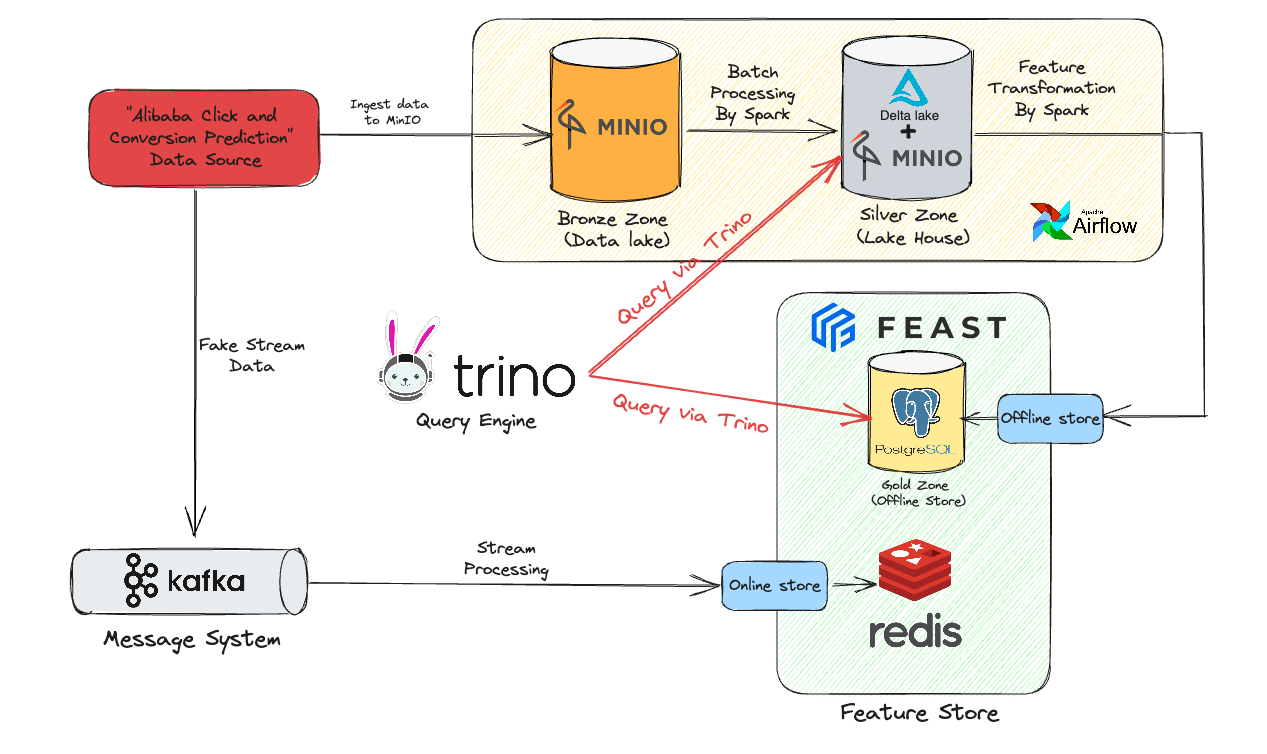 "Alibaba Click and
Conversion Prediction"
Data Source
Ingest data
to MinIO
MINIO
Bronze Zone
(Data lake)
Batch
Processing
By Spark
Delta lake
+
MINIO
Silver Zone
(Lake House)
Feature
Transformation
By Spark
Apache
Airflow
Query via Trino
Fake Stream
Data
trino
Query Engine
Query via Trino
FEAST
PostgreSQL
Gold Zone
(Offline Store)
Offline store
kafka
Message System
Stream
Processing
Online store
redis
Feature Store